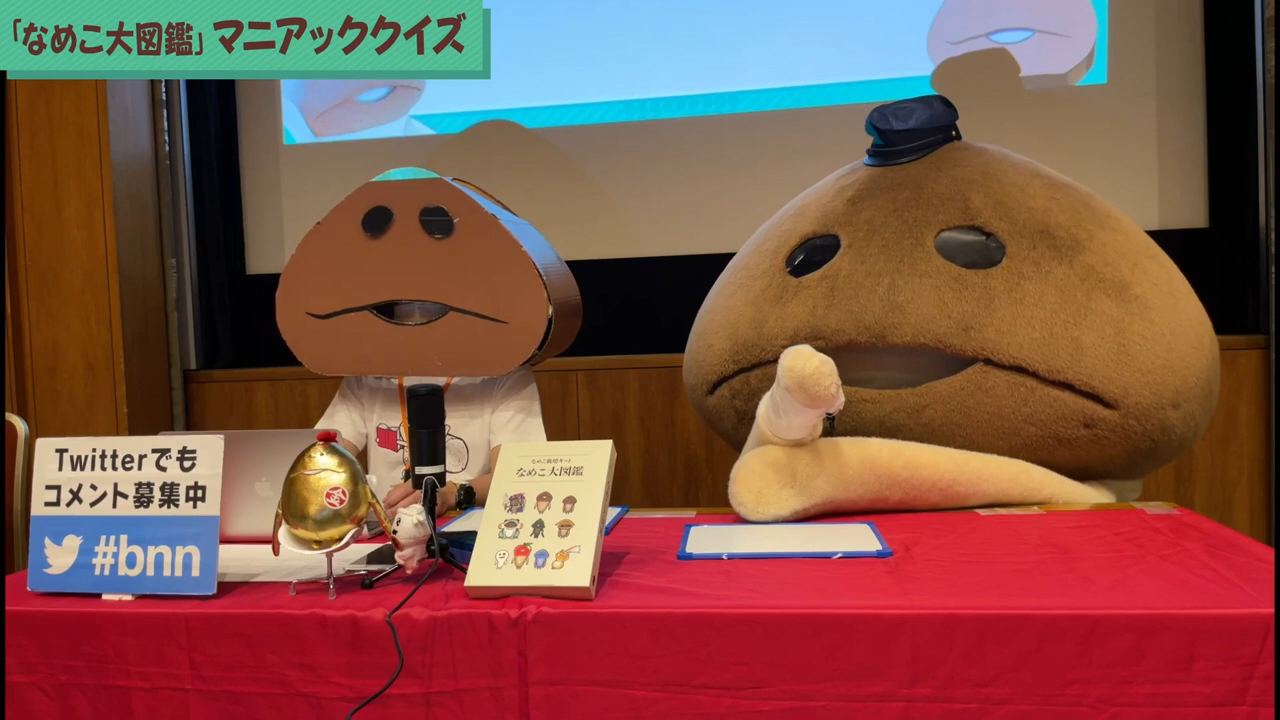 「なめこ大図鑑」マニアッククイズ
Twitterでも
コメント募集中
#bnn
なめこ栽培キット
なめこ大図鑑